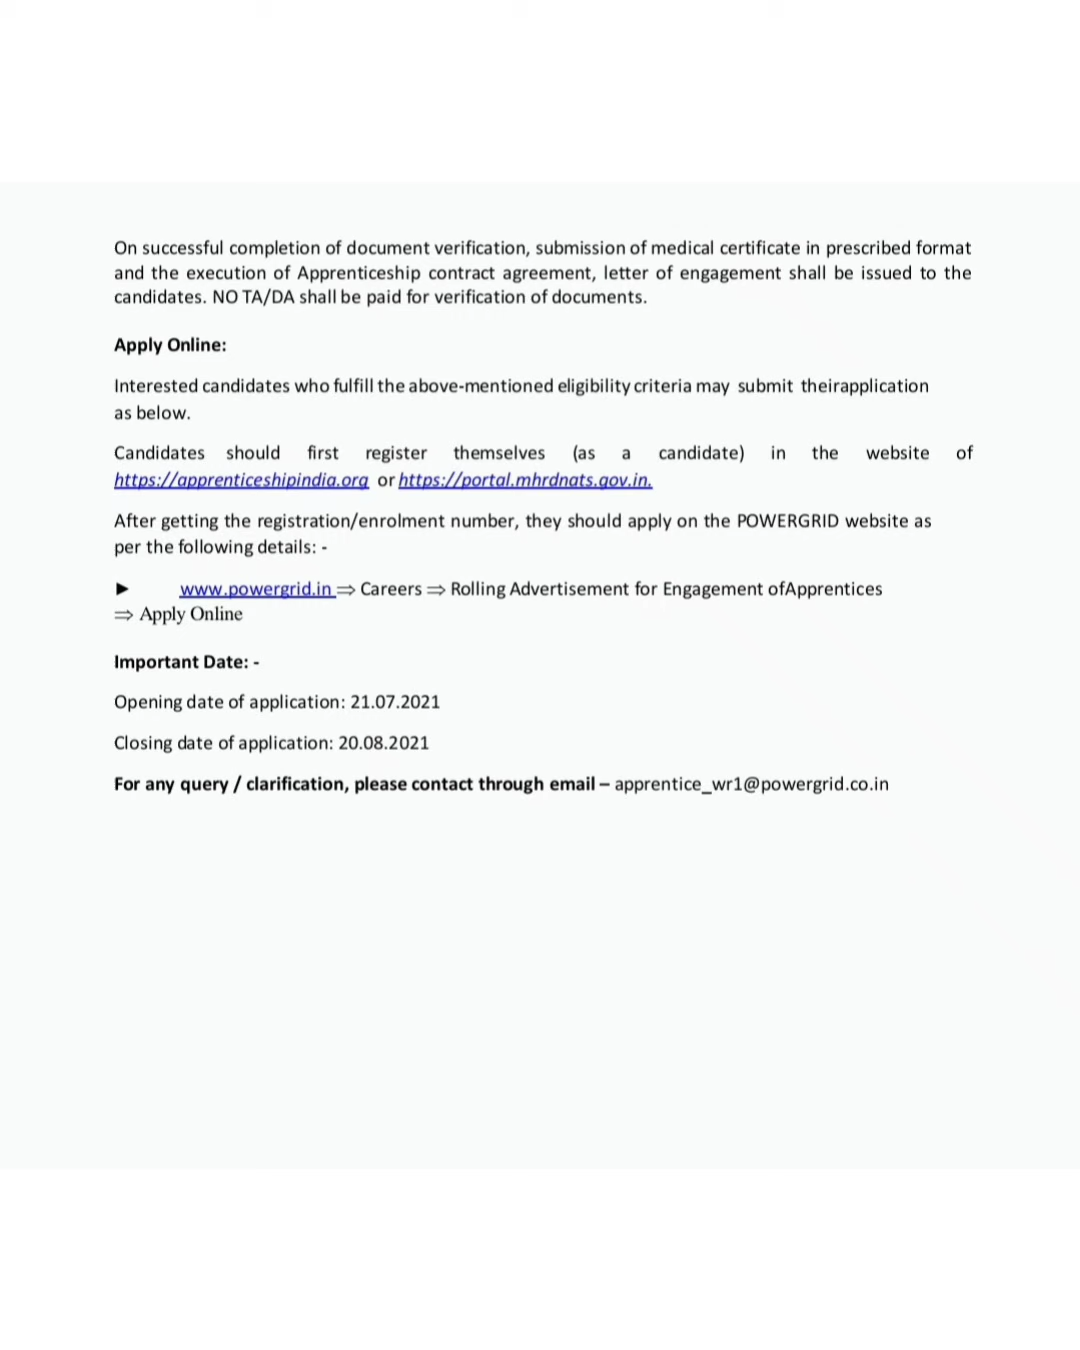 On successful completion of document verification, submission of medical certificate in prescribed format
and the execution of Apprenticeship contract agreement, letter of engagement shall be issued to the
candidates. NO TA/DA shall be paid for verification of documents.
Apply Online:
Interested candidates who fulfill the above-mentioned eligibility criteria may submit theirapplication
as below.
Candidates should first register themselves (as a candidate) in the website of
https://apprenticeshipindia.org or https://portal.mhrdnats.gov.in.
After getting the registration/enrolment number, they should apply on the POWERGRID website as
per the following details: -
► www.powergrid.in ⇒ Careers ⇒ Rolling Advertisement for Engagement ofApprentices
⇒ Apply Online
Important Date: -
Opening date of application: 21.07.2021
Closing date of application: 20.08.2021
For any query / clarification, please contact through email – apprentice_wr1@powergrid.co.in